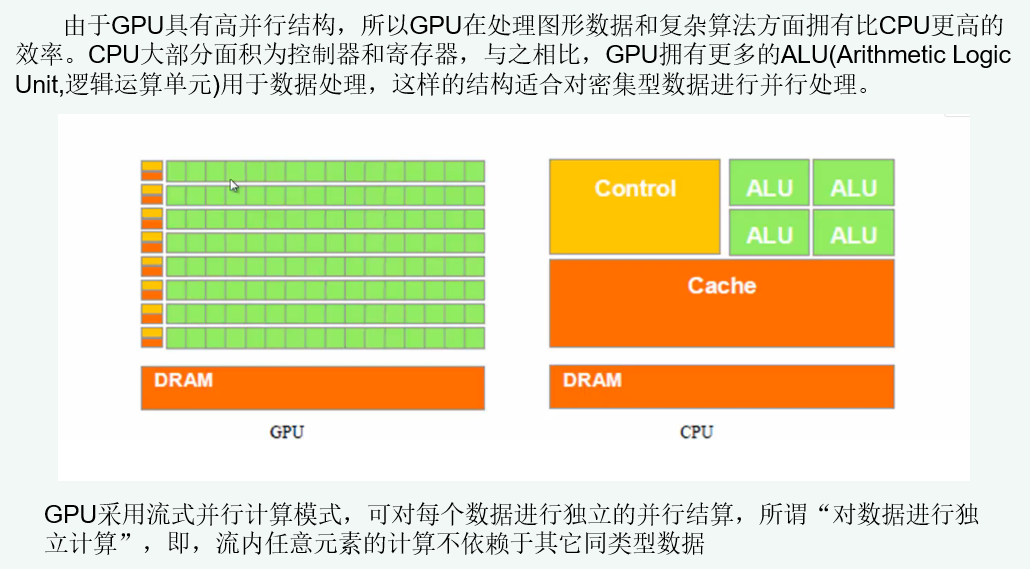 由于GPU具有高并行结构，所以GPU在处理图形数据和复杂算法方面拥有比CPU更高的
效率。CPU大部分面积为控制器和寄存器，与之相比，GPU拥有更多的ALU(Arithmetic Logic
Unit,逻辑运算单元)用于数据处理，这样的结构适合对密集型数据进行并行处理。
DRAM
GPU
Control
ALU ALU
ALU ALU
Cache
DRAM
CPU
GPU采用流式并行计算模式，可对每个数据进行独立的并行结算，所谓“对数据进行独
立计算”，即，流内任意元素的计算不依赖于其它同类型数据